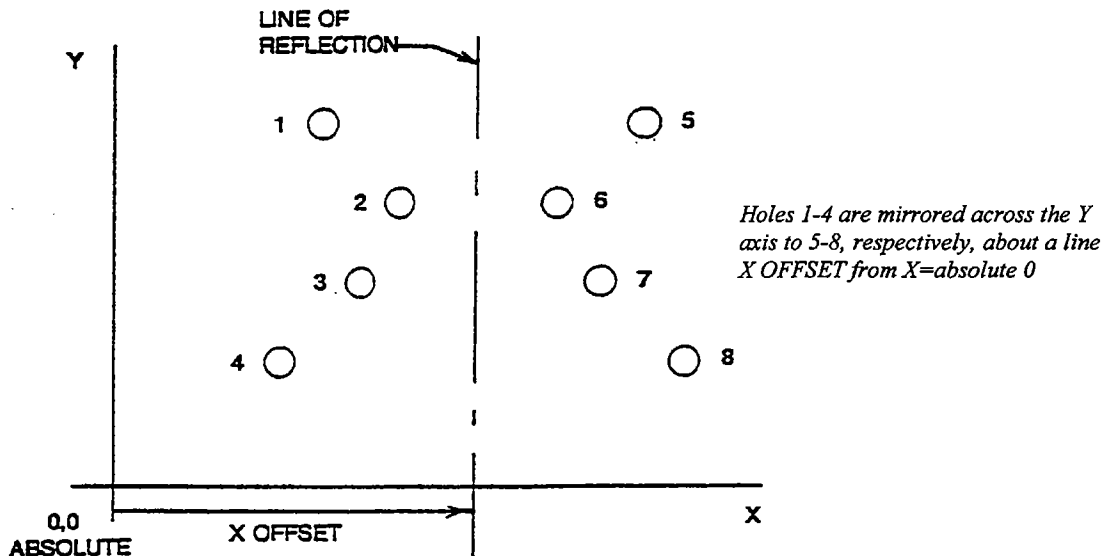 LINE OF
REFLECTION
Y
1
5
2
6
Holes 1-4 are mirrored across the Y
axis to 5-8, respectively, about a line
X OFFSET from X=absolute 0
3
7
4
8
0,0
ABSOLUTE
X OFFSET
X